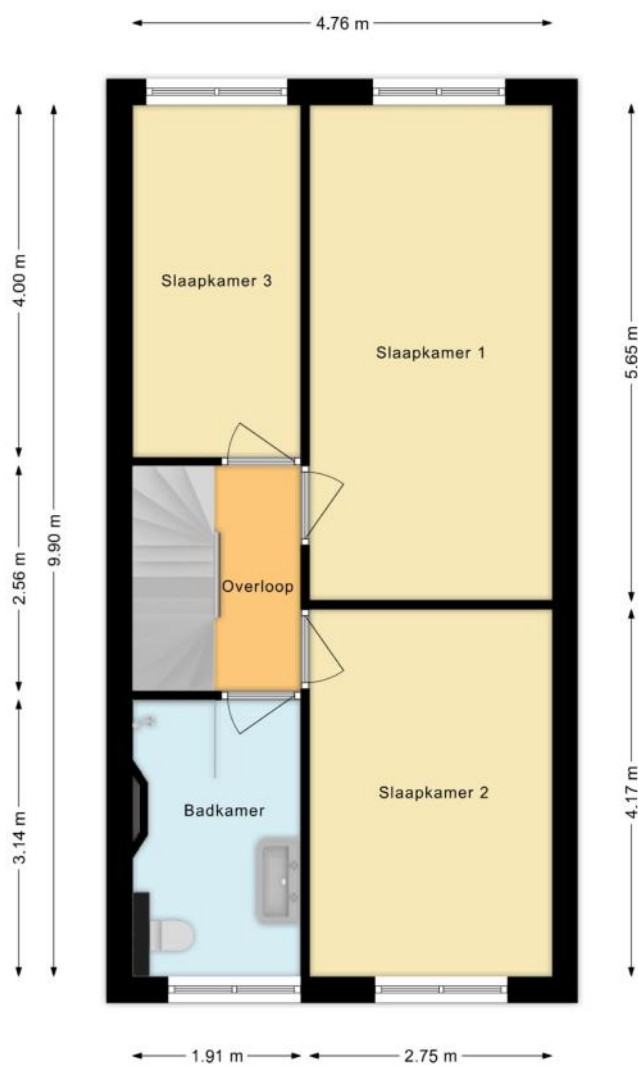 4.76 m
Slaapkamer 3
Slaapkamer 1
4.00 m
5.65 m
9.90 m
2.56 m
Overloop
Slaapkamer 2
Badkamer
3.14 m
4.17 m
1.91 m
2.75 m